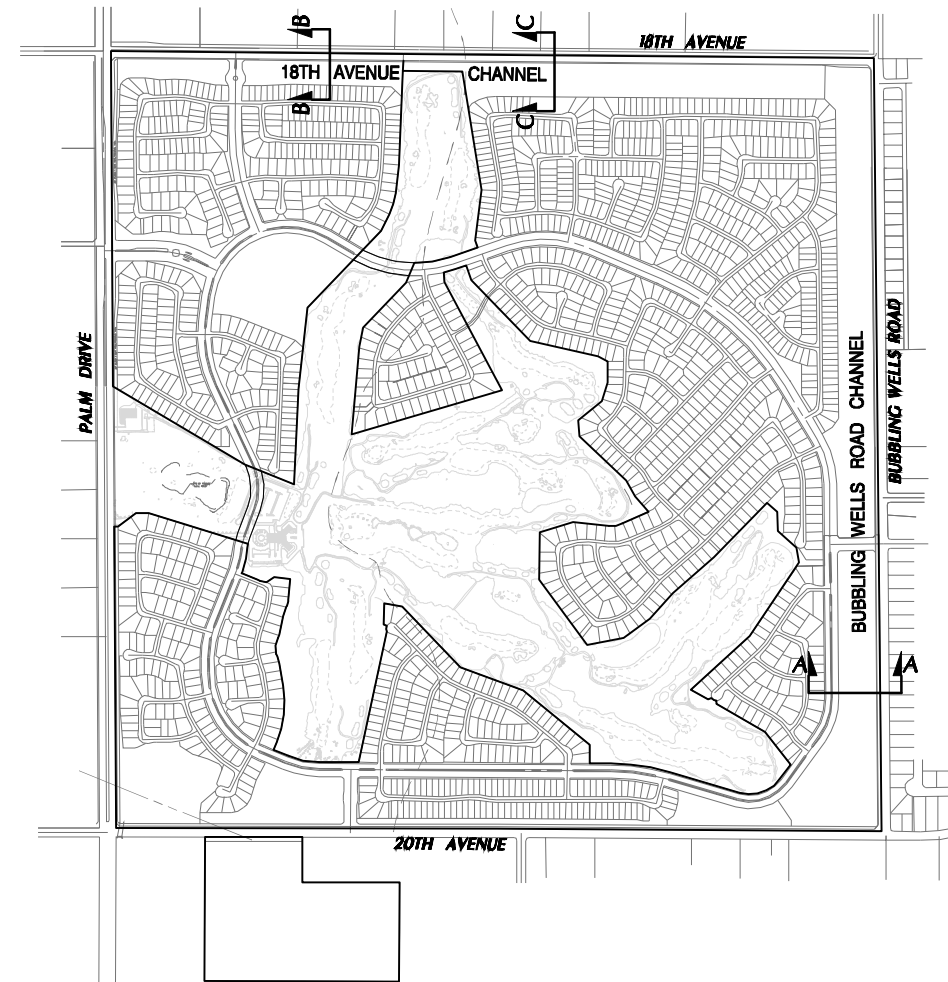 B
C
18TH AVENUE
18TH AVENUE CHANNEL
B
C
PALM DRIVE
BUBBLING WELLS ROAD CHANNEL
BUBBLING WELLS ROAD
A
A
20TH AVENUE